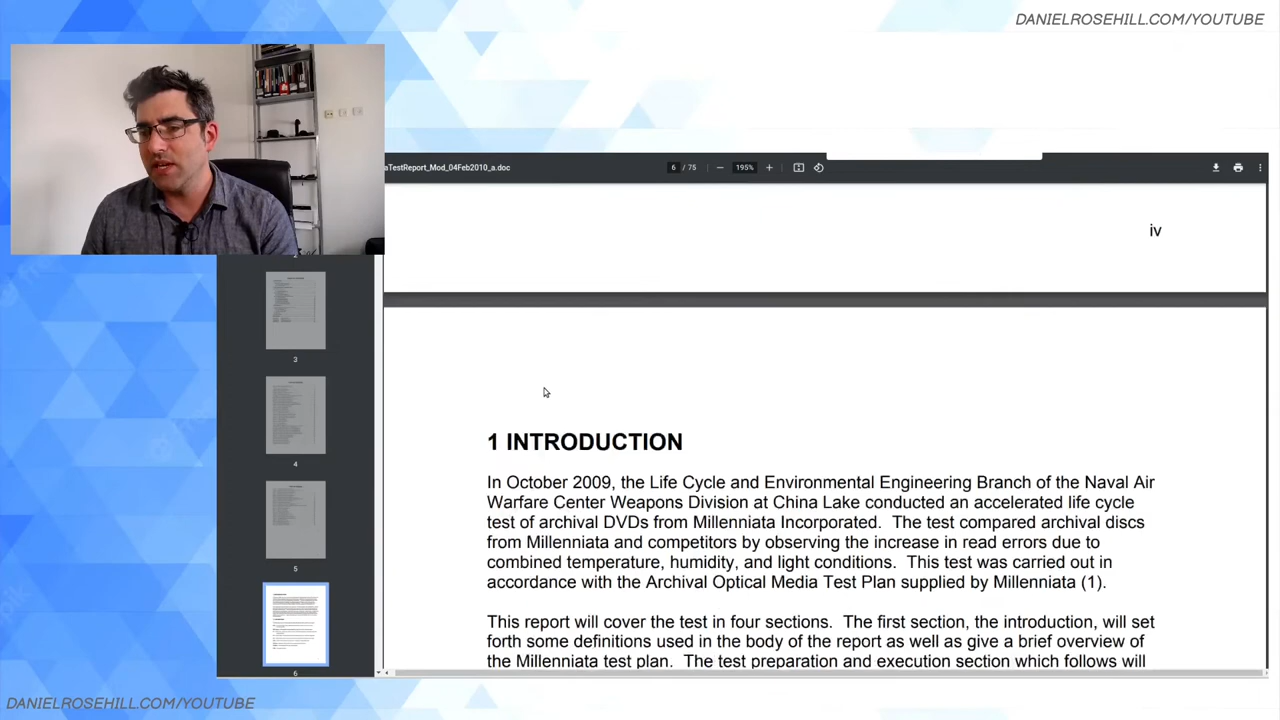 DANIELROSEHILL.COM/YOUTUBE
aTestReport_Mod_04Feb2010_a.doc
6 / 75
195%
iv
3
4
5
6
1 INTRODUCTION
In October 2009, the Life Cycle and Environmental Engineering Branch of the Naval Air
Warfare Center Weapons Division at China Lake conducted an accelerated life cycle
test of archival DVDs from Millenniata Incorporated. The test compared archival discs
from Millenniata and competitors by observing the increase in read errors due to
combined temperature, humidity, and light conditions. This test was carried out in
accordance with the Archival Optical Media Test Plan supplied by Millenniata (1).
This report will cover the test in four sections. The first section, the introduction, will set
forth some definitions used in the body of the report as well as give a brief overview of
the Millenniata test plan. The test preparation and execution section which follows will
DANIELROSEHILL.COM/YOUTUBE